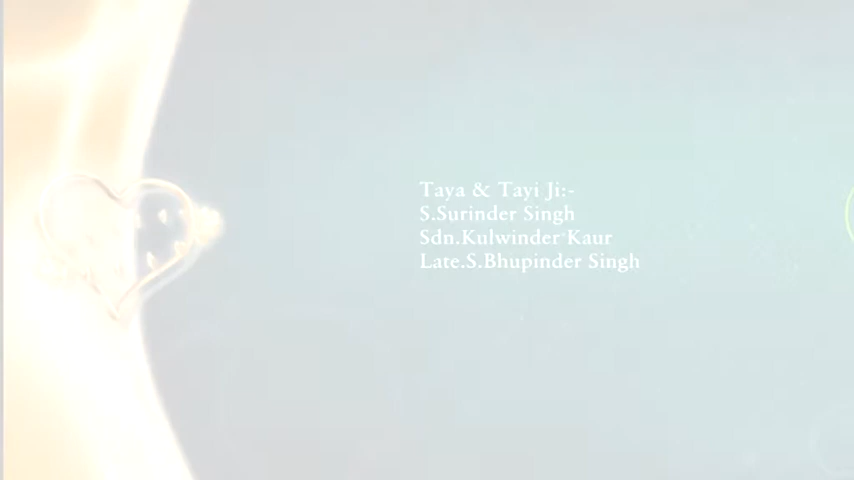 Taya & Tayi Ji:-
S.Surinder Singh
Sdn.Kulwinder Kaur
Late.S.Bhupinder Singh